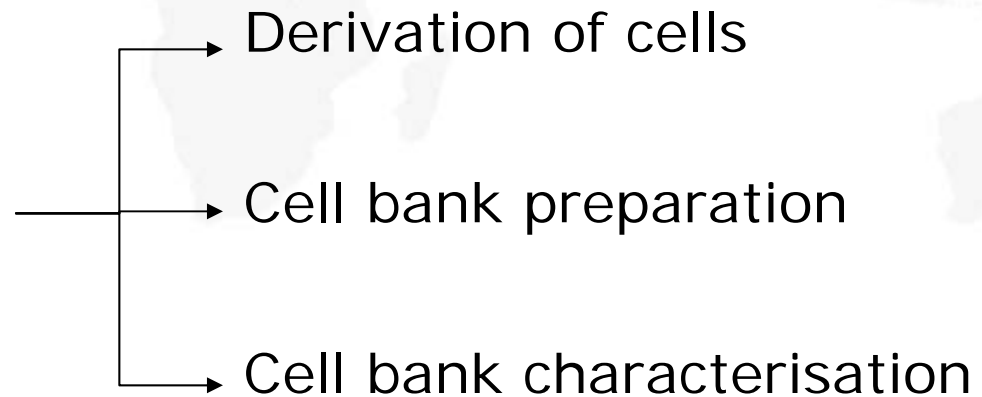 Derivation of cells
Cell bank preparation
Cell bank characterisation